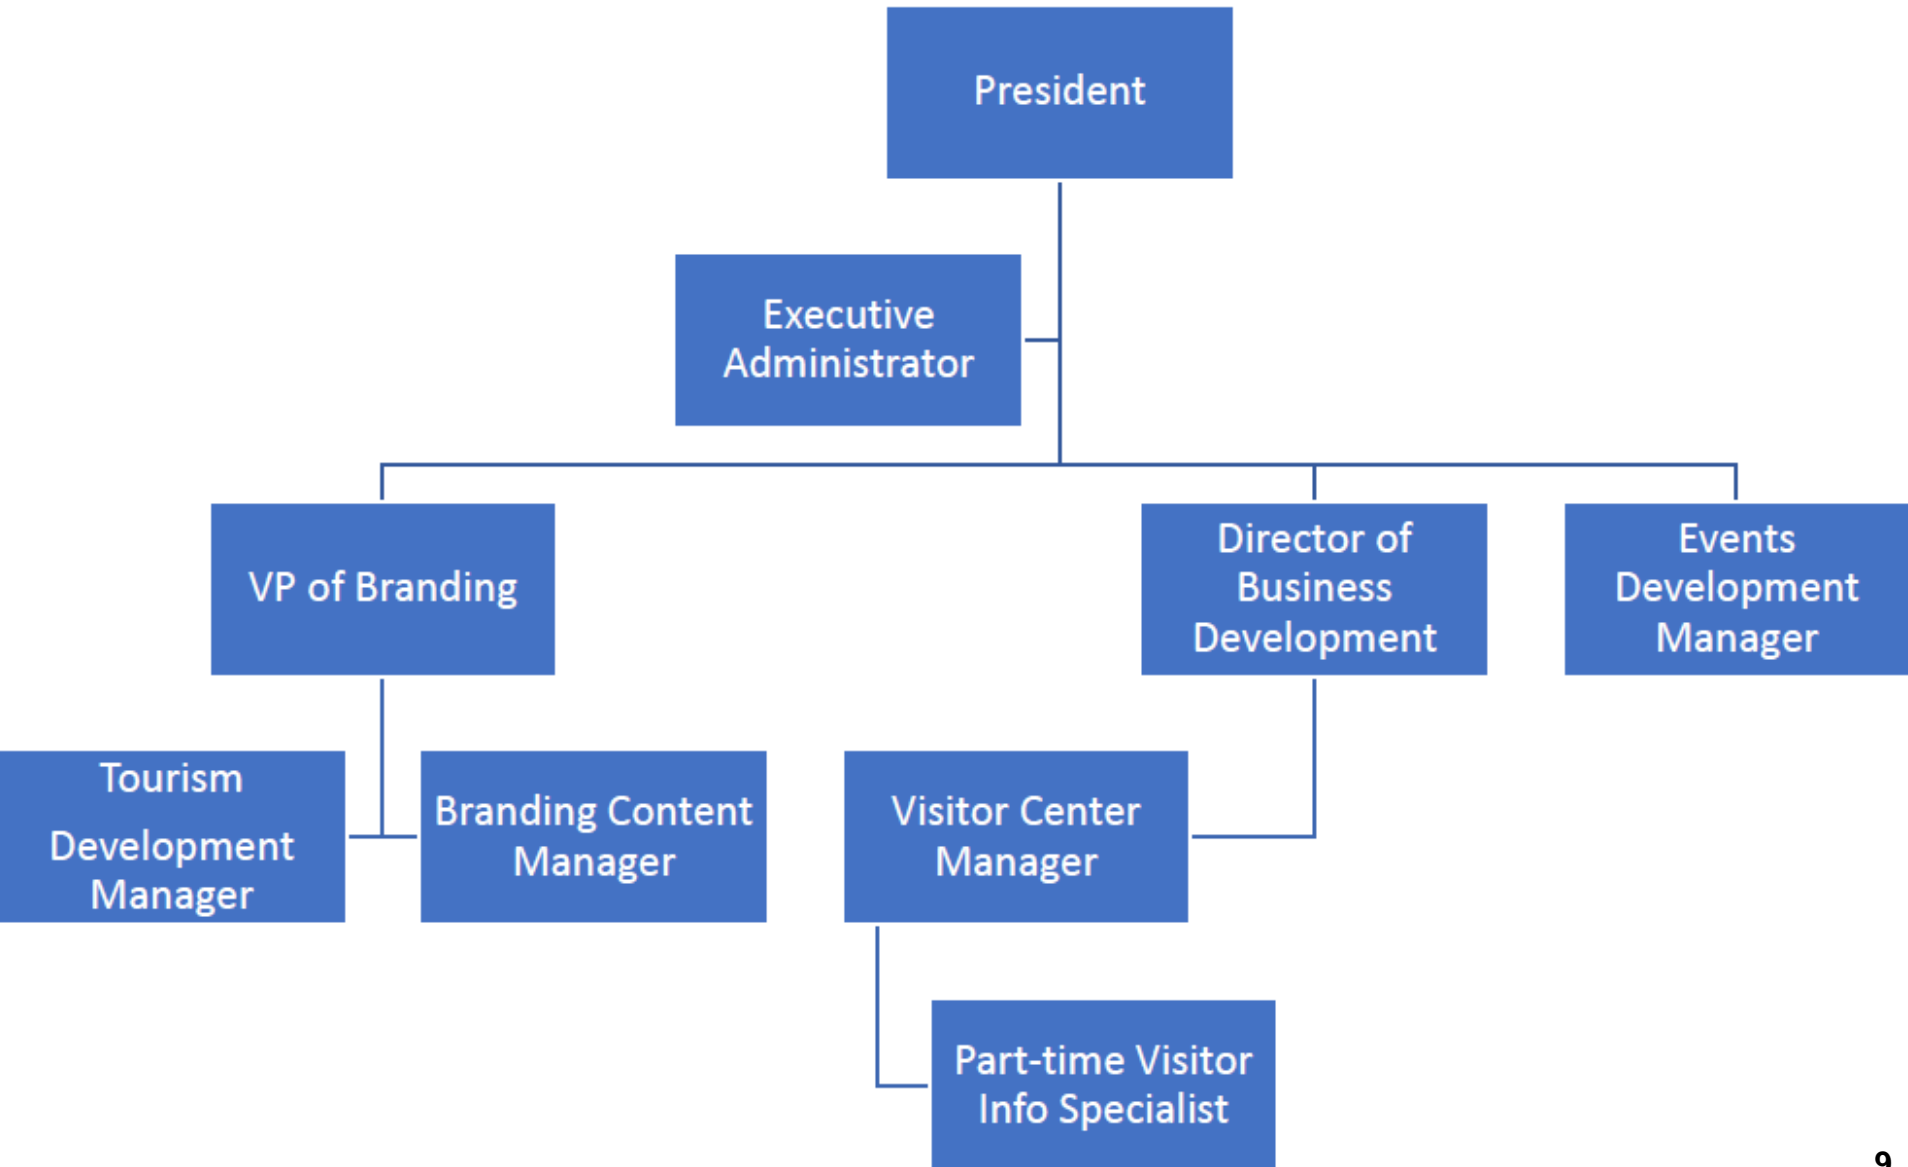 President
Executive
Administrator
VP of Branding
Director of
Business
Development
Events
Development
Manager
Tourism
Development
Manager
Branding Content
Manager
Visitor Center
Manager
Part-time Visitor
Info Specialist
9